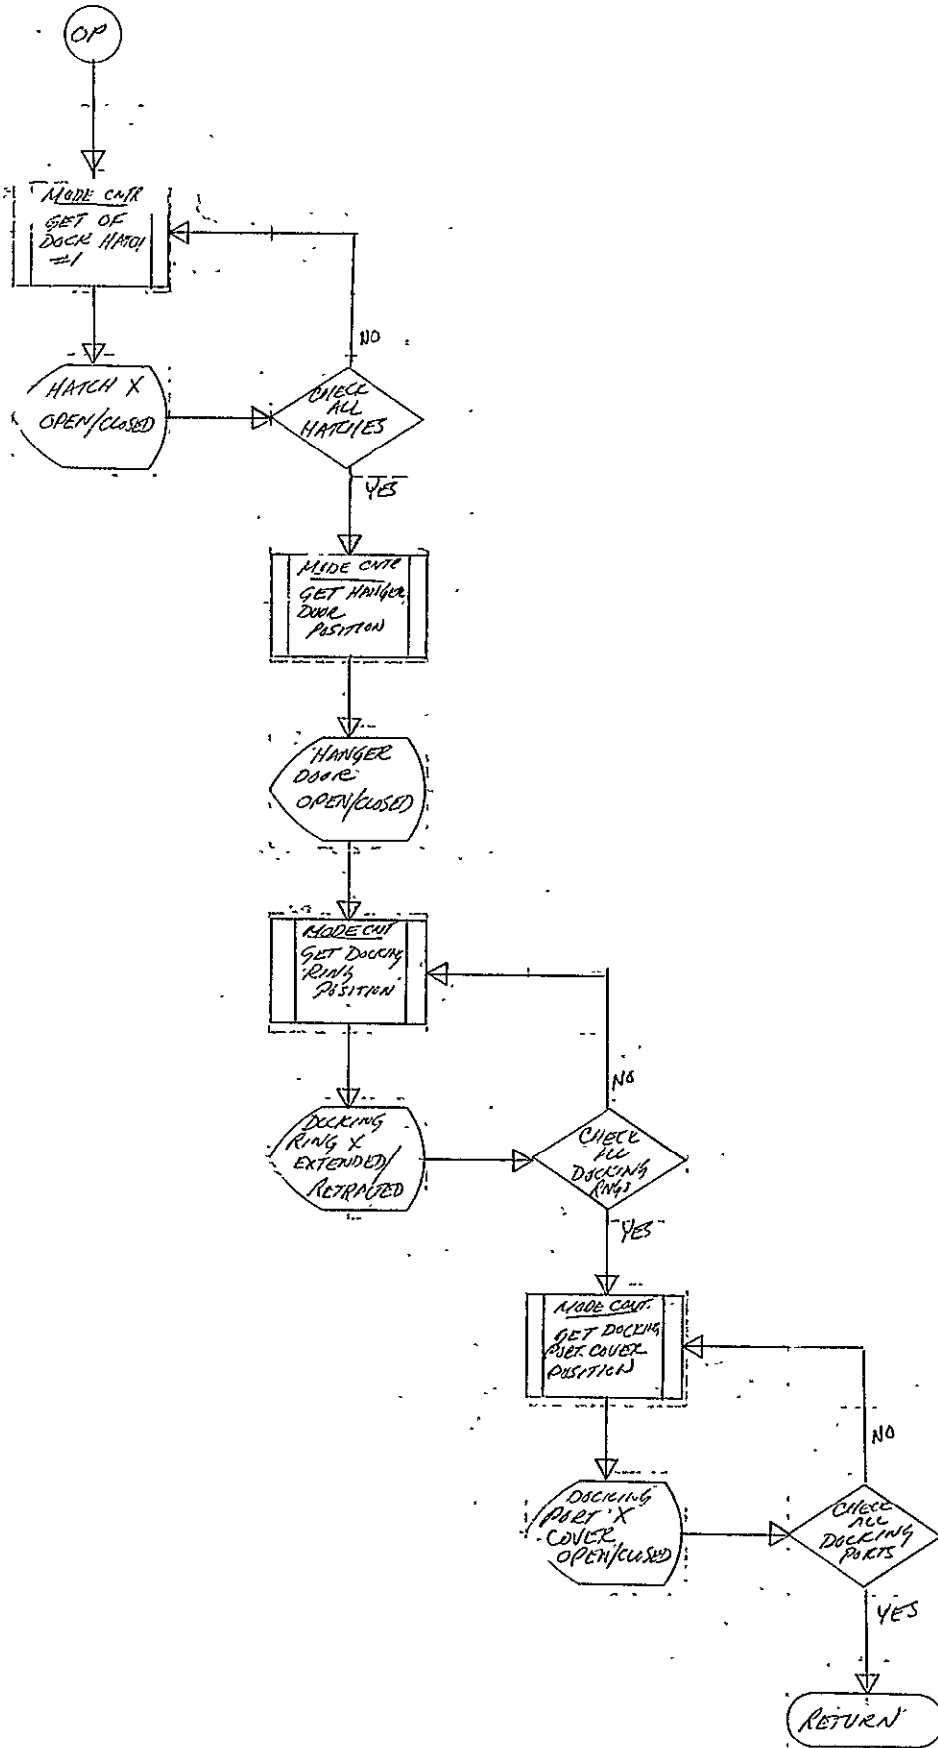 OP
MODE CNTR
GET OF
DOCK HATCH
=1
HATCH X
OPEN/CLOSED
NO
CHECK
ALL
HATCHES
YES
MODE CNTR
GET HANGER
DOOR
POSITION
HANGER
DOOR
OPEN/CLOSED
MODE CNT
GET DOCKING
RING
POSITION
DOCKING
RING X
EXTENDED/
RETRACTED
NO
CHECK
ALL
DOCKING
RNGS
YES
MODE CONT.
GET DOCKING
PORT COVER
POSITION
NO
DOCKING
PORT X
COVER
OPEN/CLOSED
CHECK
ALL
DOCKING
PORTS
YES
RETURN